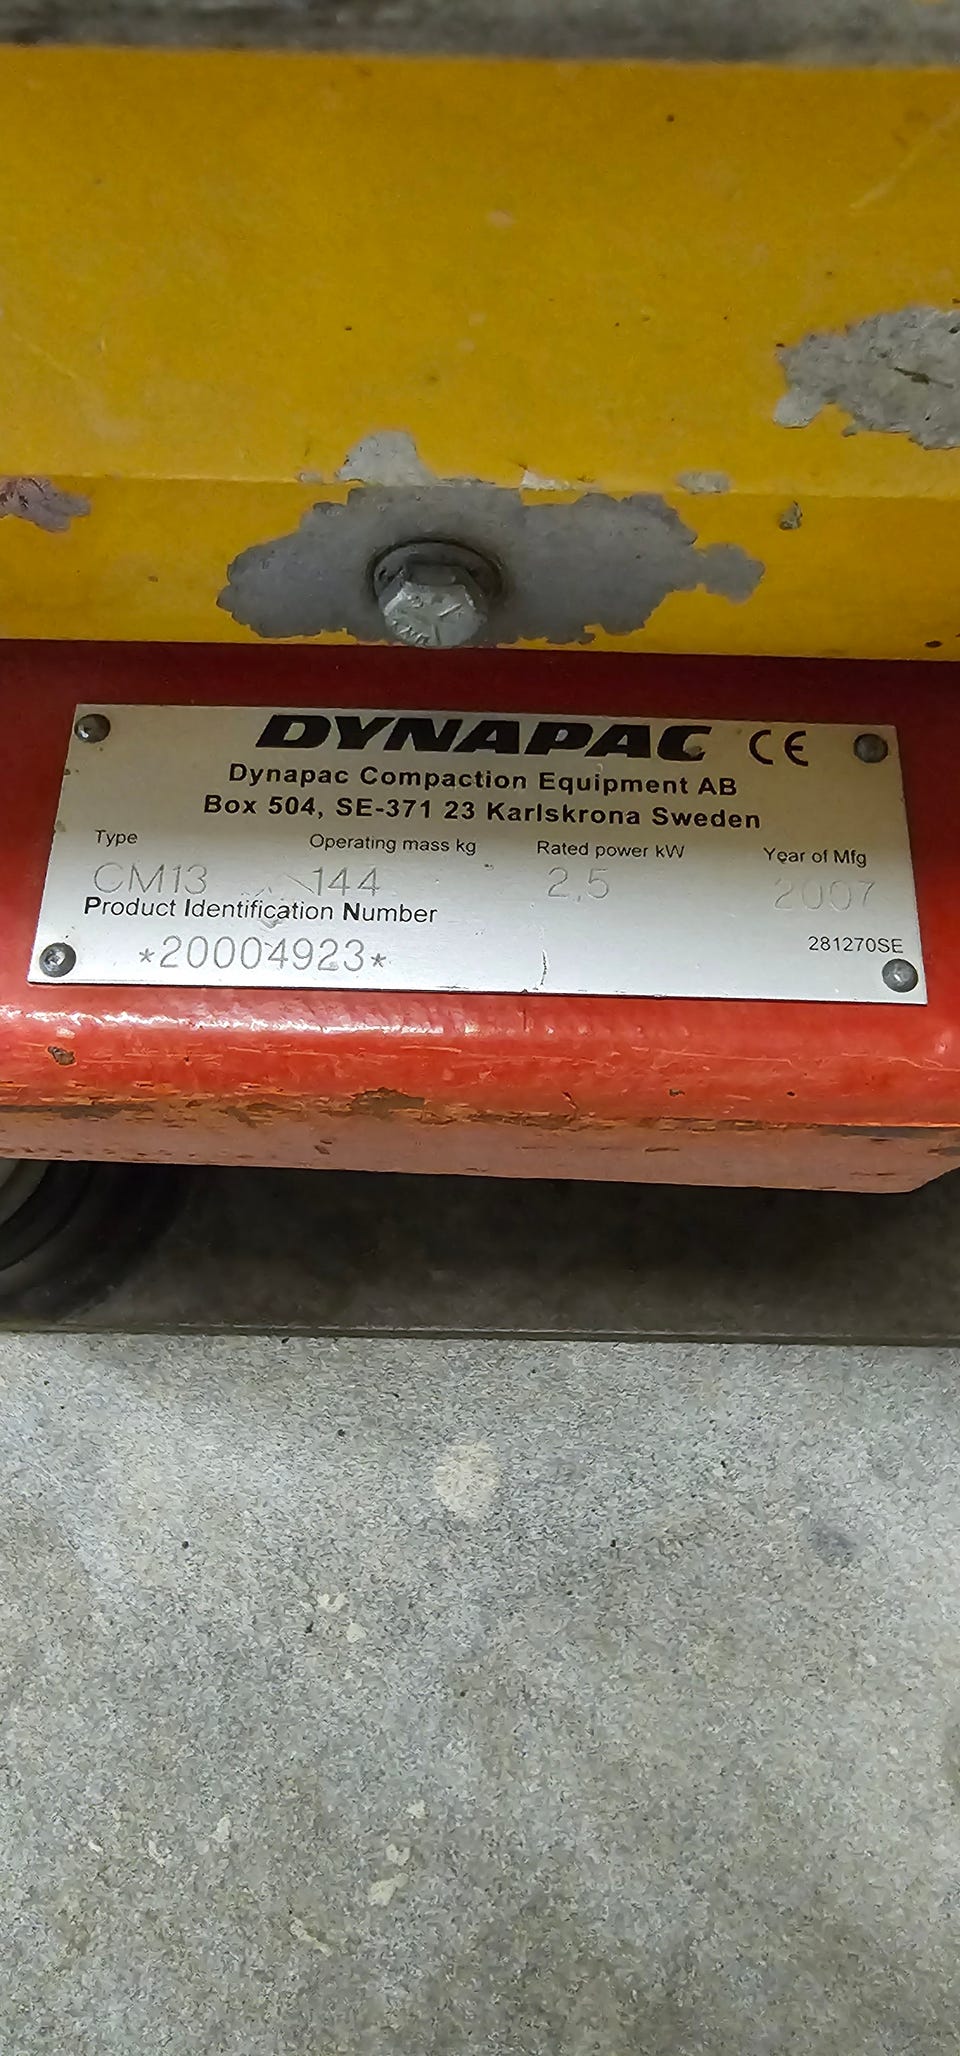 DYNAPAC CE
Dynapac Compaction Equipment AB
Box 504, SE-371 23 Karlskrona Sweden
Type Operating mass kg Rated power kW Year of Mfg
CM13 144 2,5 2007
Product Identification Number
*20004923* 281270SE